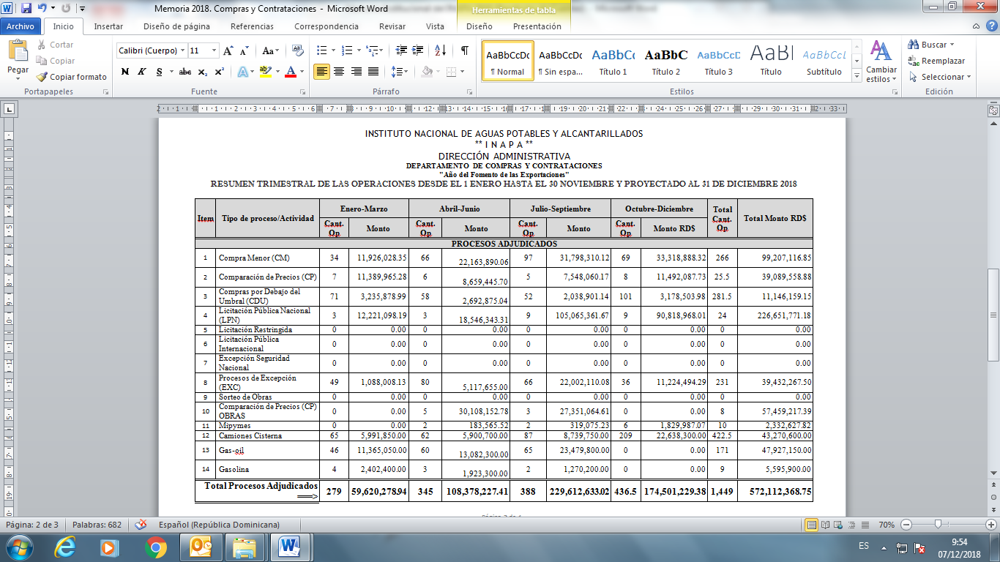 Memoria 2018. Compras y Contrataciones - Microsoft Word
Herramientas de tabla
Archivo Inicio Insertar Diseño de página Referencias Correspondencia Revisar Vista Diseño Presentación
Pegar
Cortar
Copiar
Copiar formato
Portapapeles
Calibri (Cuerpo) 11
N K S abc
Fuente
Párrafo
AaBbCcDc AaBbCcDc AaBbCc AaBbC AaBbCcDc AaBl AaBbCcL
¶ Normal ¶ Sin espa... Título 1 Título 2 Título 3 Título Subtítulo
Cambiar estilos
Estilos
Buscar
Reemplazar
Seleccionar
Edición
INSTITUTO NACIONAL DE AGUAS POTABLES Y ALCANTARILLADOS
** I N A P A **
DIRECCIÓN ADMINISTRATIVA
DEPARTAMENTO DE COMPRAS Y CONTRATACIONES
"Año del Fomento de las Exportaciones"
RESUMEN TRIMESTRAL DE LAS OPERACIONES DESDE EL 1 ENERO HASTA EL 30 NOVIEMBRE Y PROYECTADO AL 31 DE DICIEMBRE 2018
Item Tipo de proceso/Actividad Enero-Marzo Abril-Junio Julio-Septiembre Octubre-Diciembre Total Cant. Op Total Monto RD$
Cant. Op Monto Cant. Op Monto Cant. Op Monto Cant. Op Monto RD$
PROCESOS ADJUDICADOS
1 Compra Menor (CM) 34 11,926,028.35 66 22,163,890.06 97 31,798,310.12 69 33,318,888.32 266 99,207,116.85
2 Comparación de Precios (CP) 7 11,389,965.28 6 8,659,445.70 5 7,548,060.17 8 11,492,087.73 25.5 39,089,558.88
3 Compras por Debajo del Umbral (CDU) 71 3,235,878.99 58 2,692,875.04 52 2,038,901.14 101 3,178,503.98 281.5 11,146,159.15
4 Licitación Pública Nacional (LPN) 3 12,221,098.19 3 18,546,343.31 9 105,065,361.67 9 90,818,968.01 24 226,651,771.18
5 Licitación Restringida 0 0.00 0 0.00 0 0.00 0 0.00 0 0.00
6 Licitación Pública Internacional 0 0.00 0 0.00 0 0.00 0 0.00 0 0.00
7 Excepción Seguridad Nacional 0 0.00 0 0.00 0 0.00 0 0.00 0 0.00
8 Procesos de Excepción (EXC) 49 1,088,008.13 80 5,117,655.00 66 22,002,110.08 36 11,224,494.29 231 39,432,267.50
9 Sorteo de Obras 0 0.00 0 0.00 0 0.00 0 0.00 0 0.00
10 Comparación de Precios (CP) OBRAS 0 0.00 5 30,108,152.78 3 27,351,064.61 0 0.00 8 57,459,217.39
11 Mipymes 0 0.00 2 183,565.52 2 319,075.23 6 1,829,987.07 10 2,332,627.82
12 Camiones Cisterna 65 5,991,850.00 62 5,900,700.00 87 8,739,750.00 209 22,638,300.00 422.5 43,270,600.00
13 Gas-oil 46 11,365,050.00 60 13,082,300.00 65 23,479,800.00 0 0.00 171 47,927,150.00
14 Gasolina 4 2,402,400.00 3 1,923,300.00 2 1,270,200.00 0 0.00 9 5,595,900.00
Total Procesos Adjudicados ==> 279 59,620,278.94 345 108,378,227.41 388 229,612,633.02 436.5 174,501,229.38 1,449 572,112,368.75
Página: 2 de 3 Palabras: 682 Español (República Dominicana) 70%
ES 9:54
07/12/2018